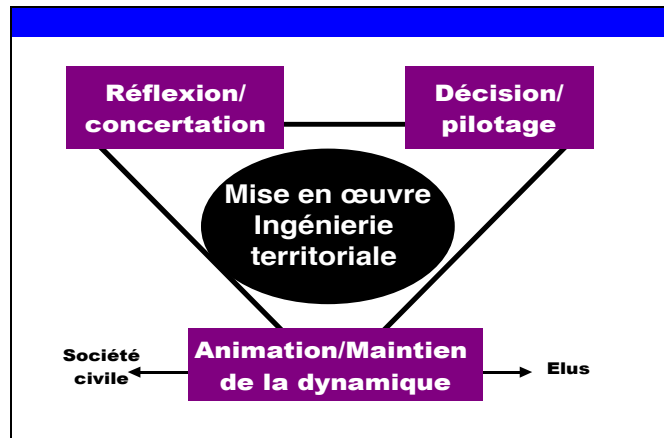 Réflexion/
concertation
Décision/
pilotage
Mise en œuvre
Ingénierie
territoriale
Société
civile
Animation/Maintien
de la dynamique
Elus